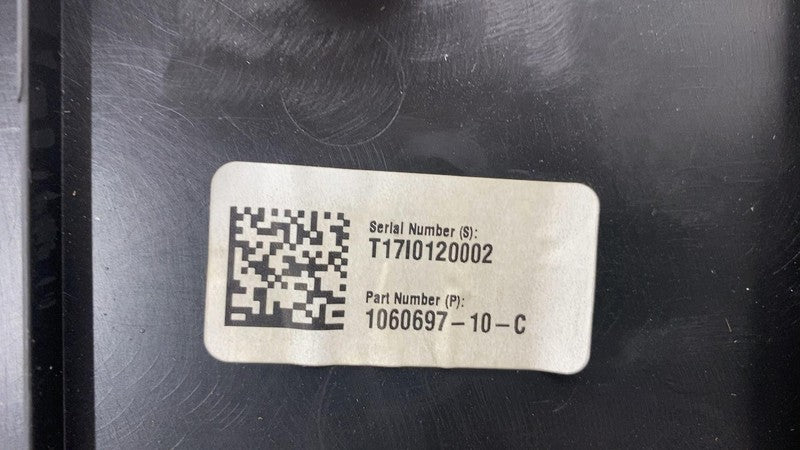 Serial Number (S):
T17I0120002
Part Number (P):
1060697-10-C